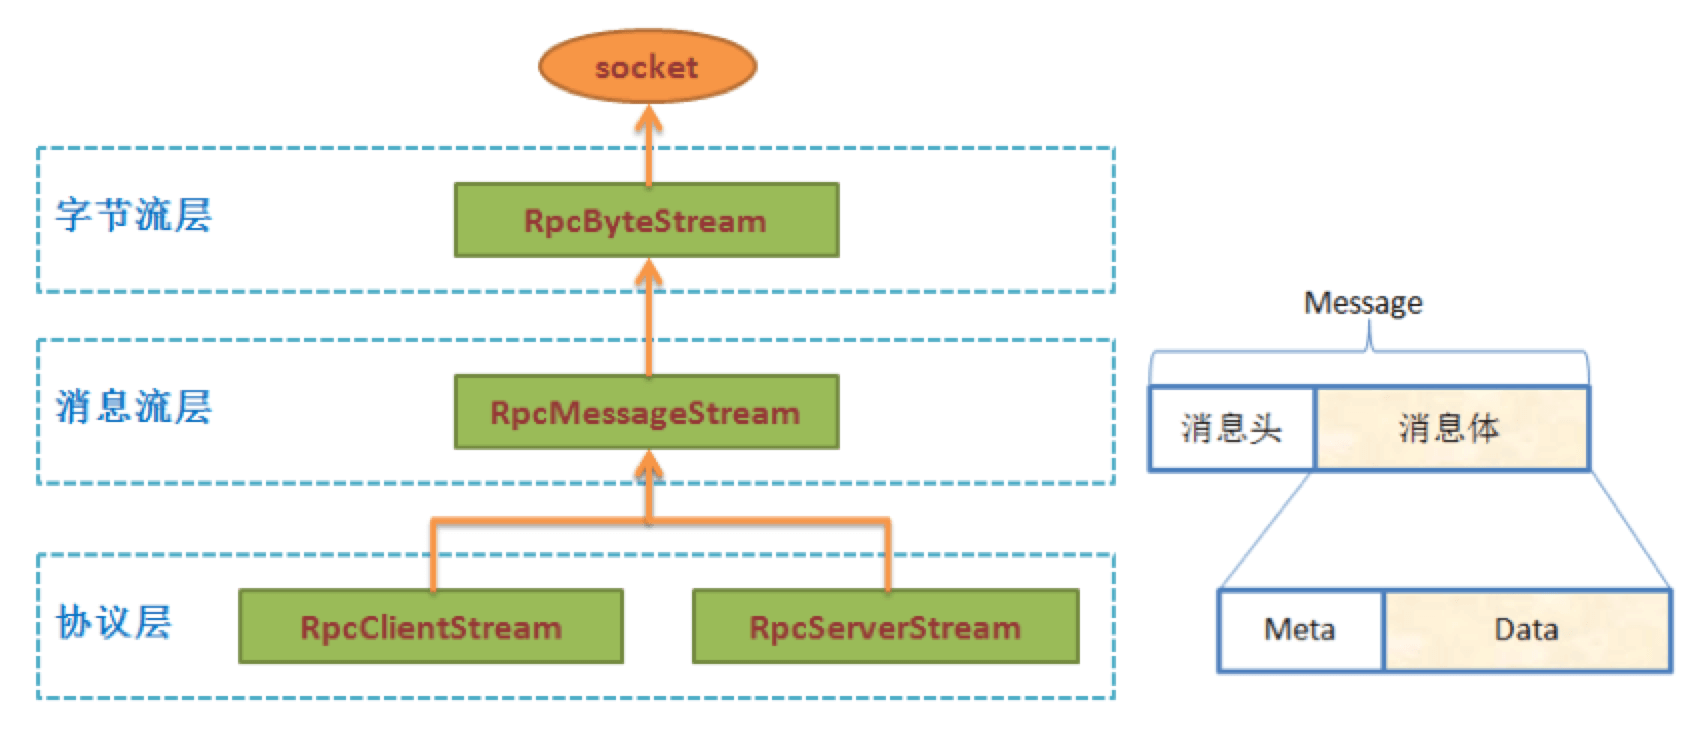 socket
字节流层
RpcByteStream
消息流层
RpcMessageStream
协议层
RpcClientStream
RpcServerStream
Message
消息头
消息体
Meta
Data